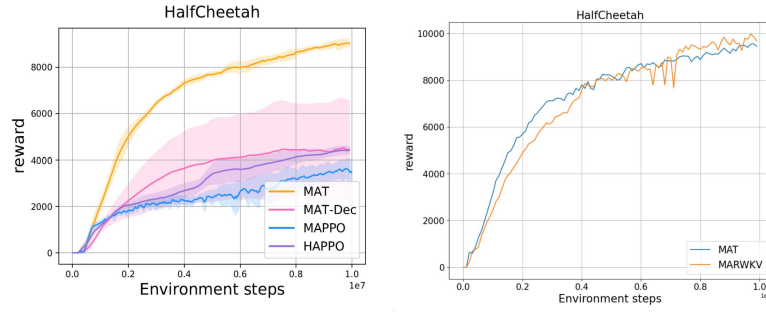 HalfCheetah
reward
8000
6000
4000
2000
0
MAT
MAT-Dec
MAPPO
HAPPO
0.0
0.2
0.4
0.6
0.8
1.0
1e7
Environment steps
HalfCheetah
reward
10000
8000
6000
4000
2000
0
MAT
MARWKV
0.0
0.2
0.4
0.6
0.8
1.0
Environment steps